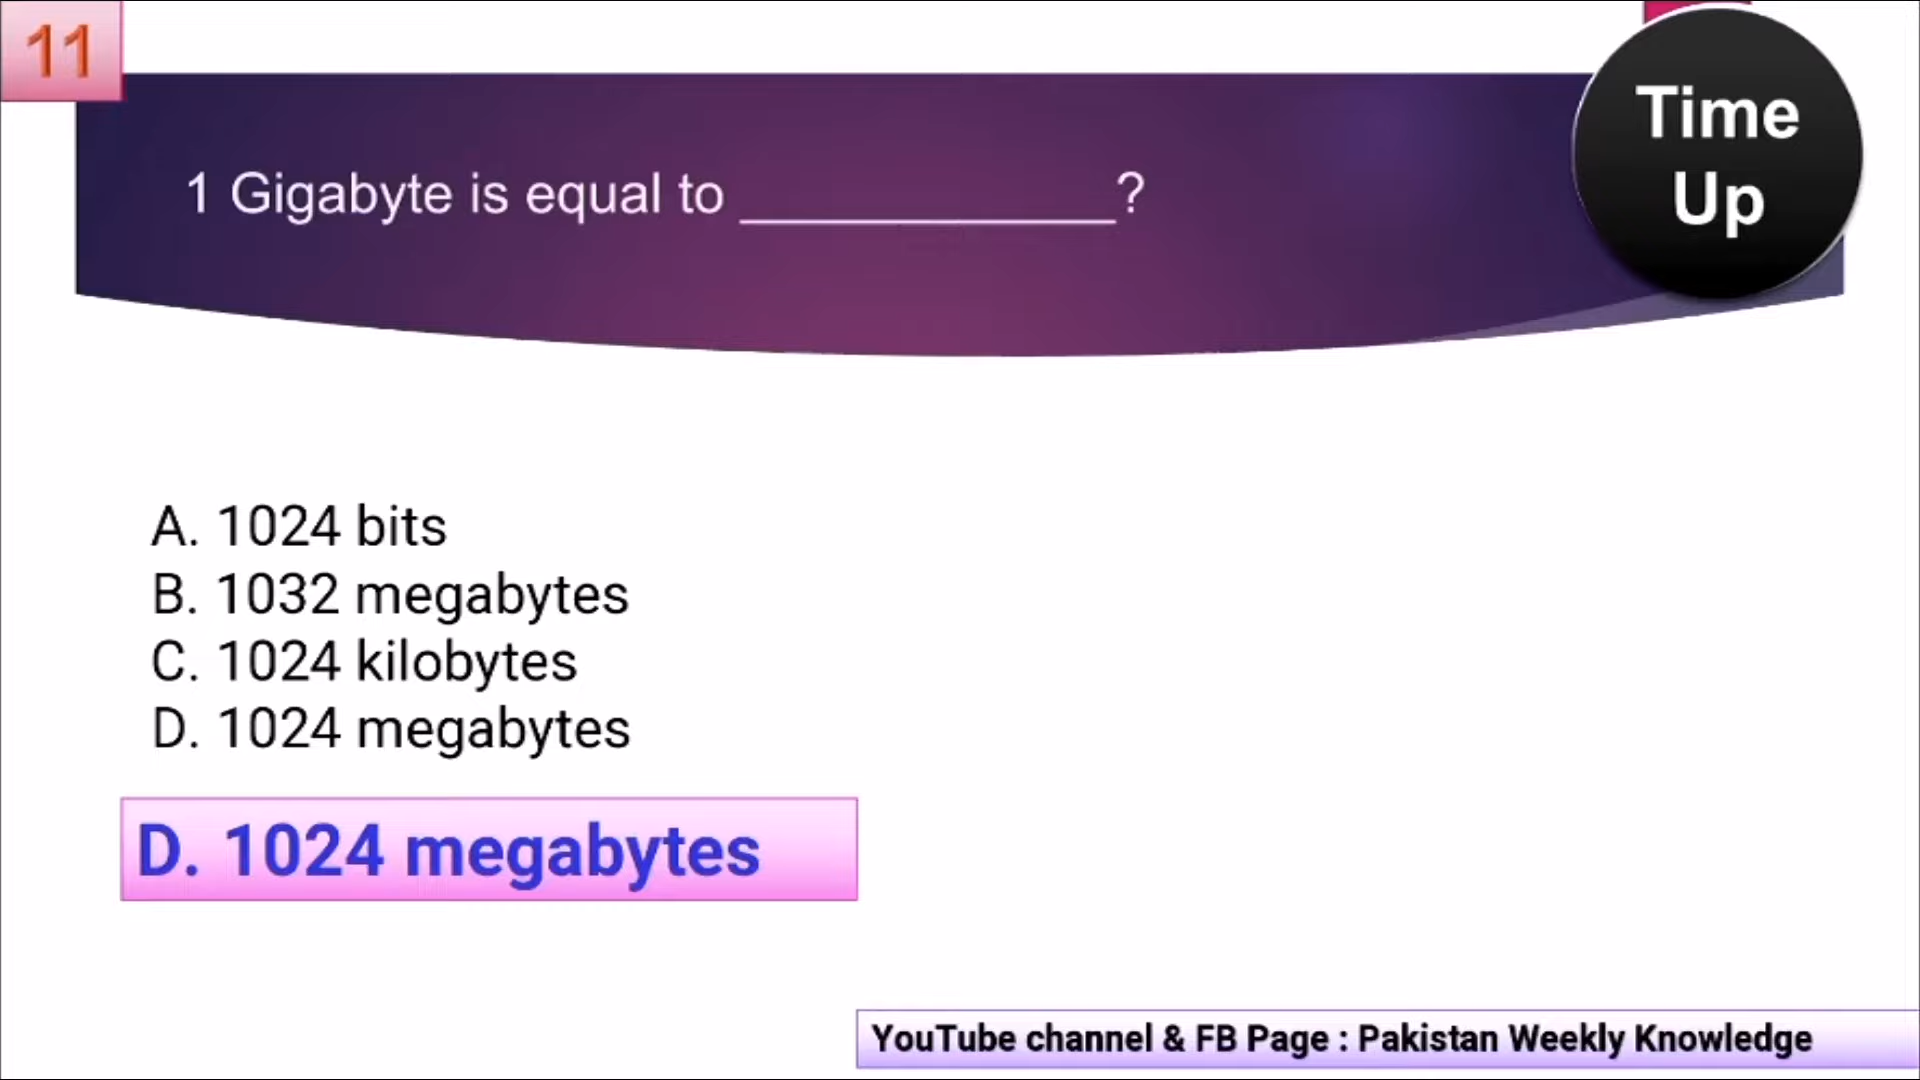 11
Time
Up
1 Gigabyte is equal to ____________?
A. 1024 bits
B. 1032 megabytes
C. 1024 kilobytes
D. 1024 megabytes
D. 1024 megabytes
YouTube channel & FB Page : Pakistan Weekly Knowledge